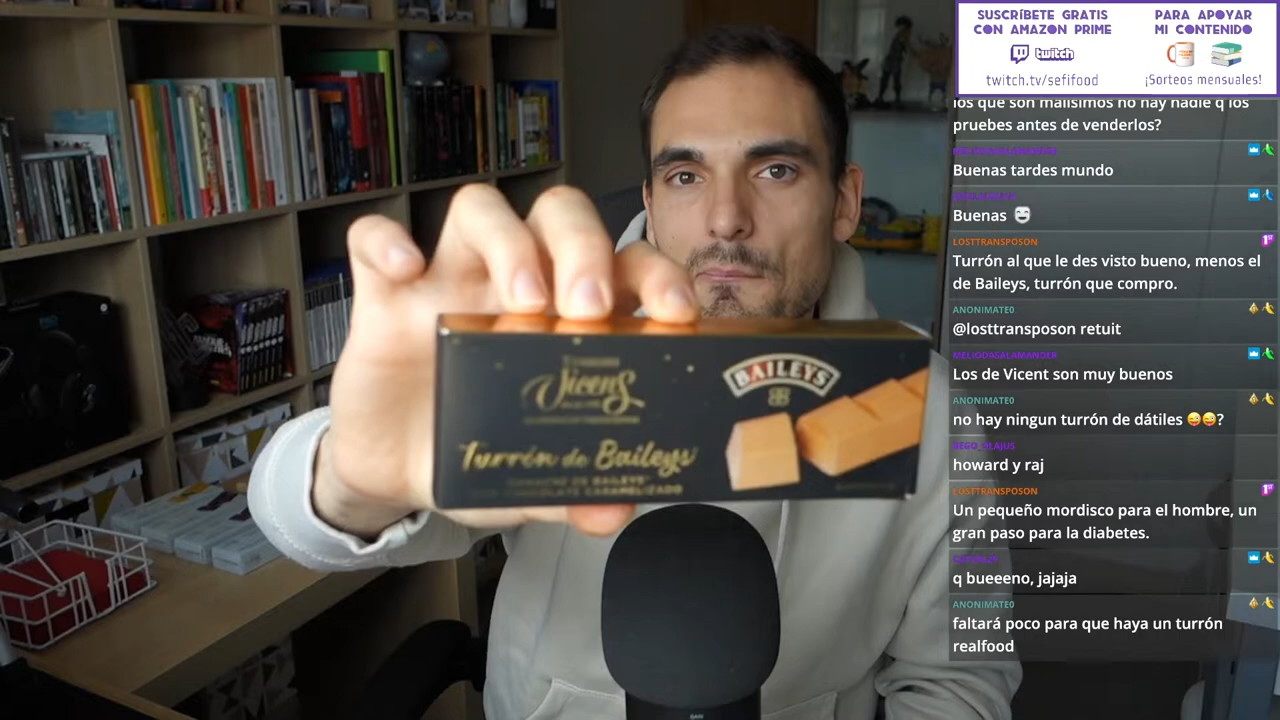 SUSCRÍBETE GRATIS
CON AMAZON PRIME
twitch
twitch.tv/sefifood
PARA APOYAR
MI CONTENIDO
¡Sorteos mensuales!
los que son malísimos no hay nadie q los
pruebes antes de venderlos?
Buenas tardes mundo
Buenas
LOSTTRANSPOSON
Turrón al que le des visto bueno, menos el
de Baileys, turrón que compro.
ANONIMATE0
@losttransposon retuit
MELIODASALAMANDER
Los de Vicent son muy buenos
ANONIMATE0
no hay ningun turrón de dátiles 😜😜?
howard y raj
LOSTTRANSPOSON
Un pequeño mordisco para el hombre, un
gran paso para la diabetes.
q bueeeno, jajaja
ANONIMATE0
faltará poco para que haya un turrón
realfood
Vicens
BAILEYS
Turrón de Baileys